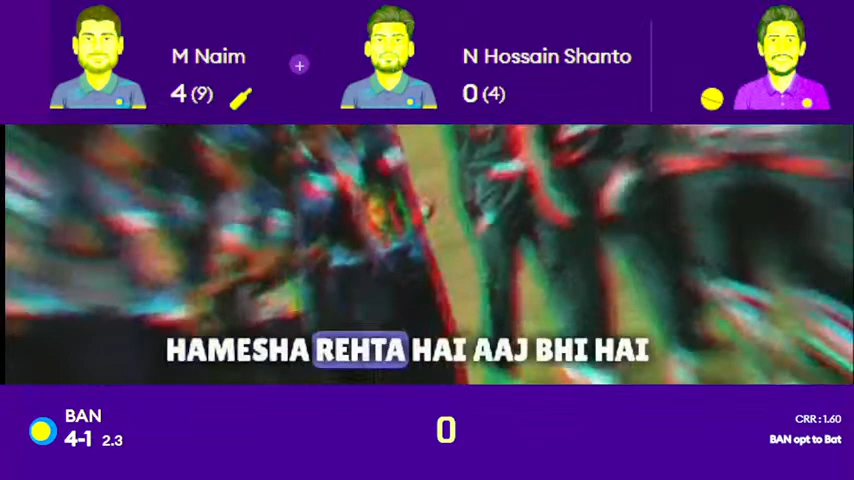 M Naim
4 (9)
+
N Hossain Shanto
0 (4)
HAMESHA REHTA HAI AAJ BHI HAI
BAN
4-1 2.3
0
CRR : 1.60
BAN opt to Bat